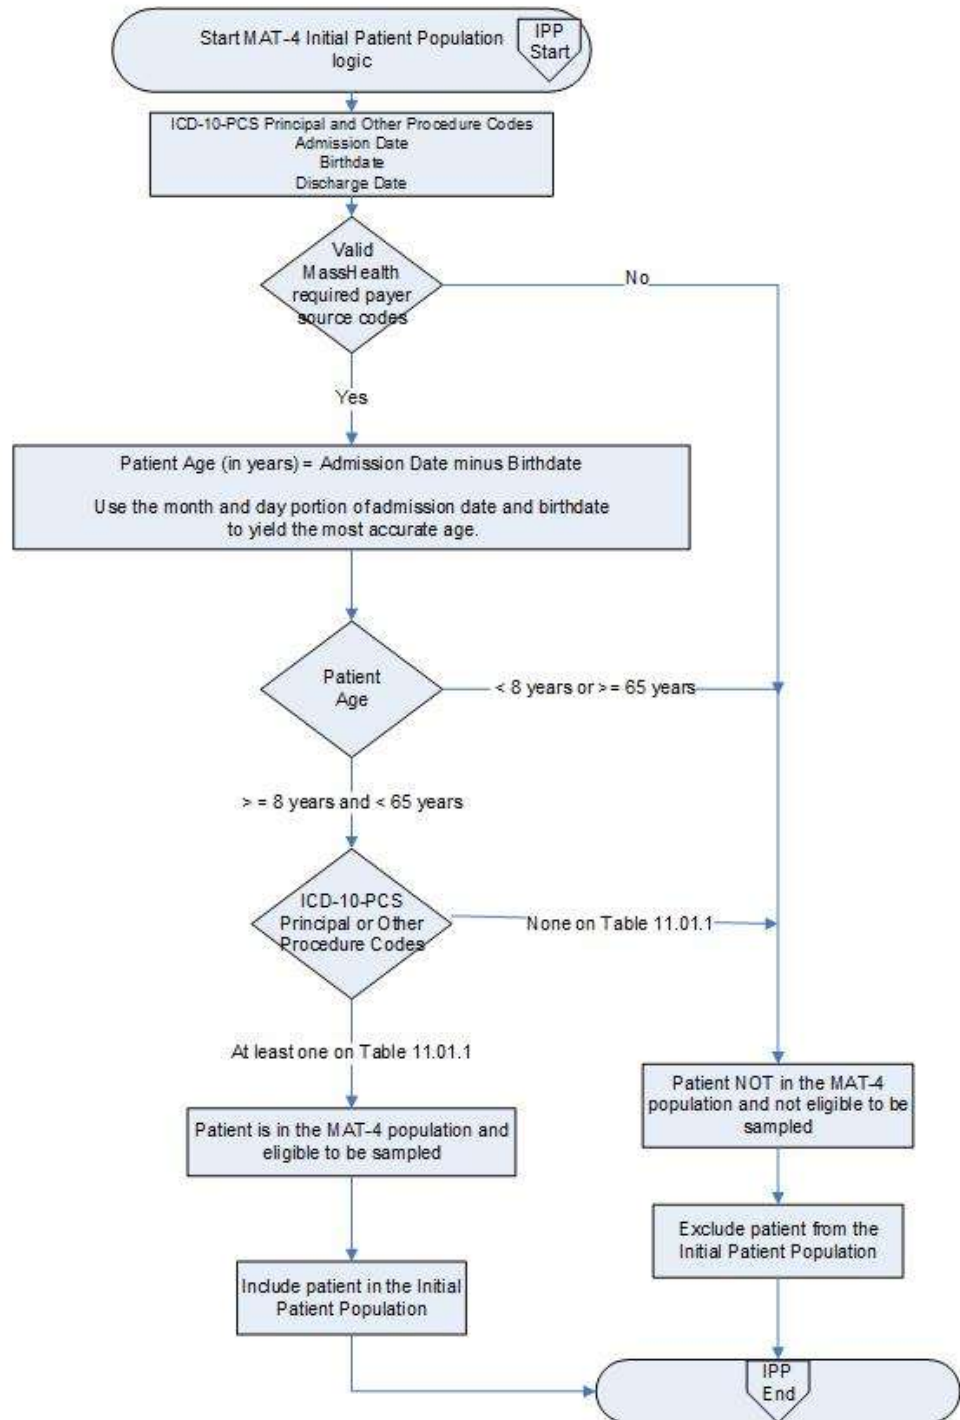 Start MAT-4 Initial Patient Population
logic
IPP
Start
ICD-10-PCS Principal and Other Procedure Codes
Admission Date
Birthdate
Discharge Date
Valid
MassHealth
required payer
source codes
No
Yes
Patient Age (in years) = Admission Date minus Birthdate
Use the month and day portion of admission date and birthdate
to yield the most accurate age.
Patient
Age
< 8 years or >= 65 years
> = 8 years and < 65 years
ICD-10-PCS
Principal or Other
Procedure Codes
None on Table 11.01.1
At least one on Table 11.01.1
Patient is in the MAT-4 population and
eligible to be sampled
Patient NOT in the MAT-4
population and not eligible to be
sampled
Exclude patient from the
Initial Patient Population
Include patient in the Initial
Patient Population
IPP
End